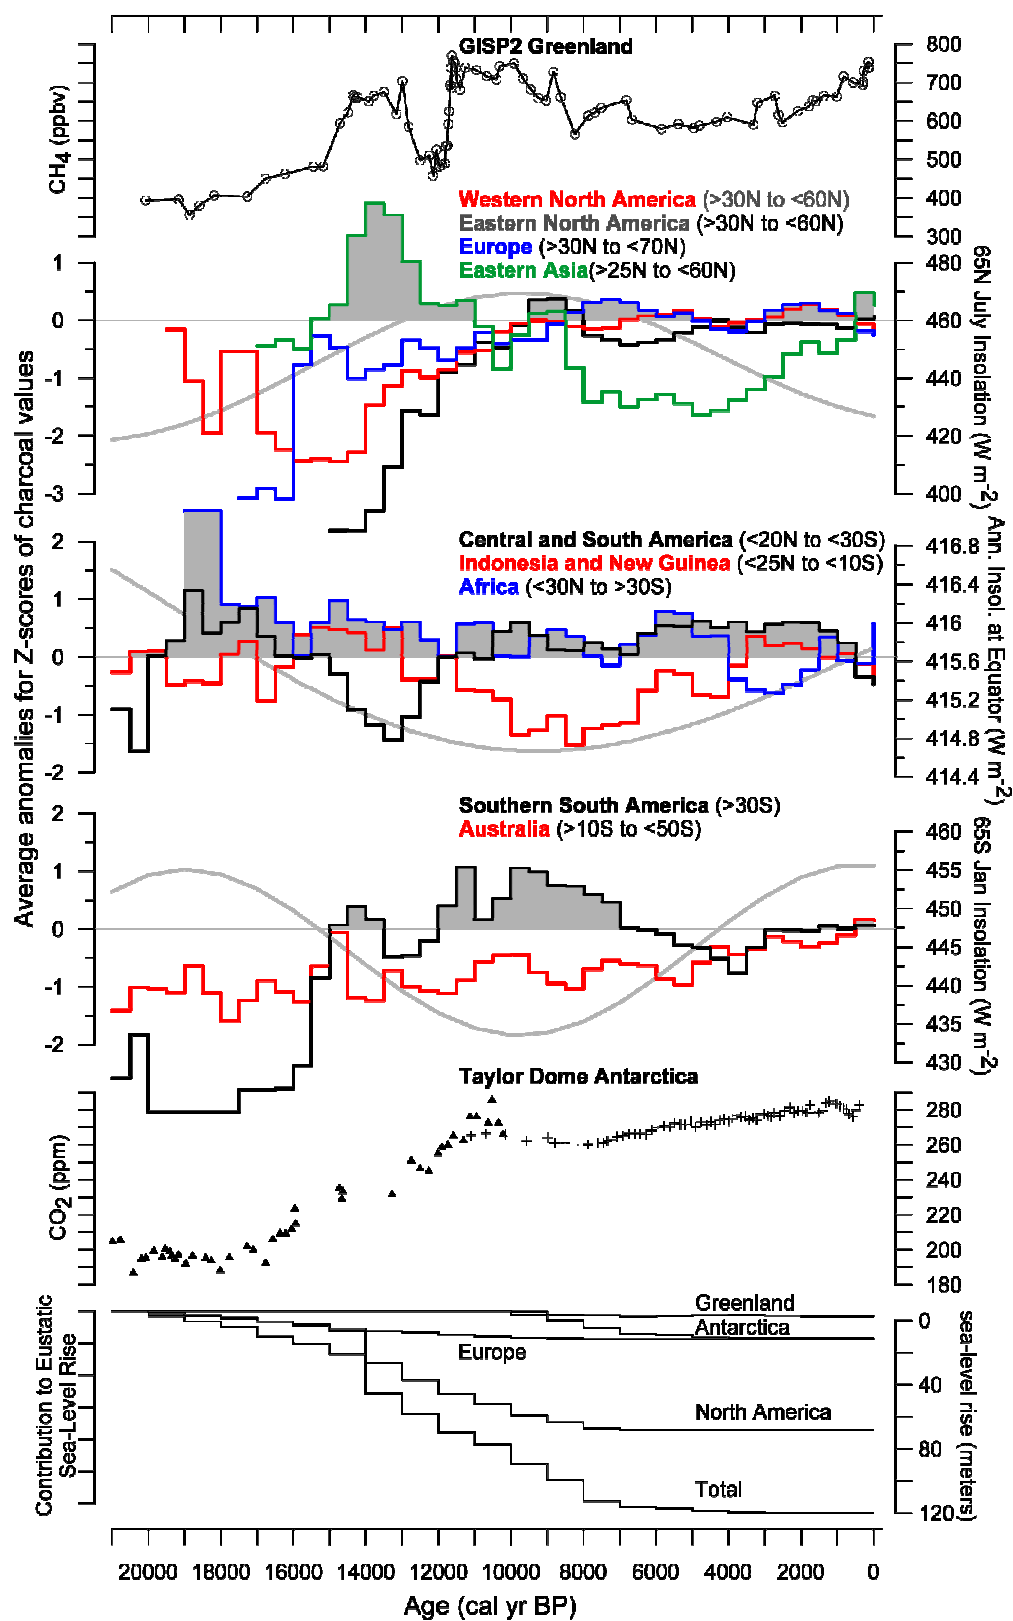 GISP2 Greenland
CH4 (ppbv)
800
700
600
500
400
300
Western North America (>30N to <60N)
Eastern North America (>30N to <60N)
Europe (>30N to <70N)
Eastern Asia(>25N to <60N)
1
0
-1
-2
-3
480
460
440
420
400
65N July Insolation (W m-2)
Average anomalies for Z-scores of charcoal values
Central and South America (<20N to <30S)
Indonesia and New Guinea (<25N to <10S)
Africa (<30N to >30S)
2
1
0
-1
-2
416.8
416.4
416
415.6
415.2
414.8
414.4
Ann. Insol. at Equator (W m-2)
Southern South America (>30S)
Australia (>10S to <50S)
2
1
0
-1
-2
460
455
450
445
440
435
430
65S Jan Insolation (W m-2)
Taylor Dome Antarctica
CO2 (ppm)
280
260
240
220
200
180
Contribution to Eustatic
Sea-Level Rise
Greenland
Antarctica
Europe
North America
Total
0
40
80
120
sea-level rise (meters)
20000 18000 16000 14000 12000 10000 8000 6000 4000 2000 0
Age (cal yr BP)